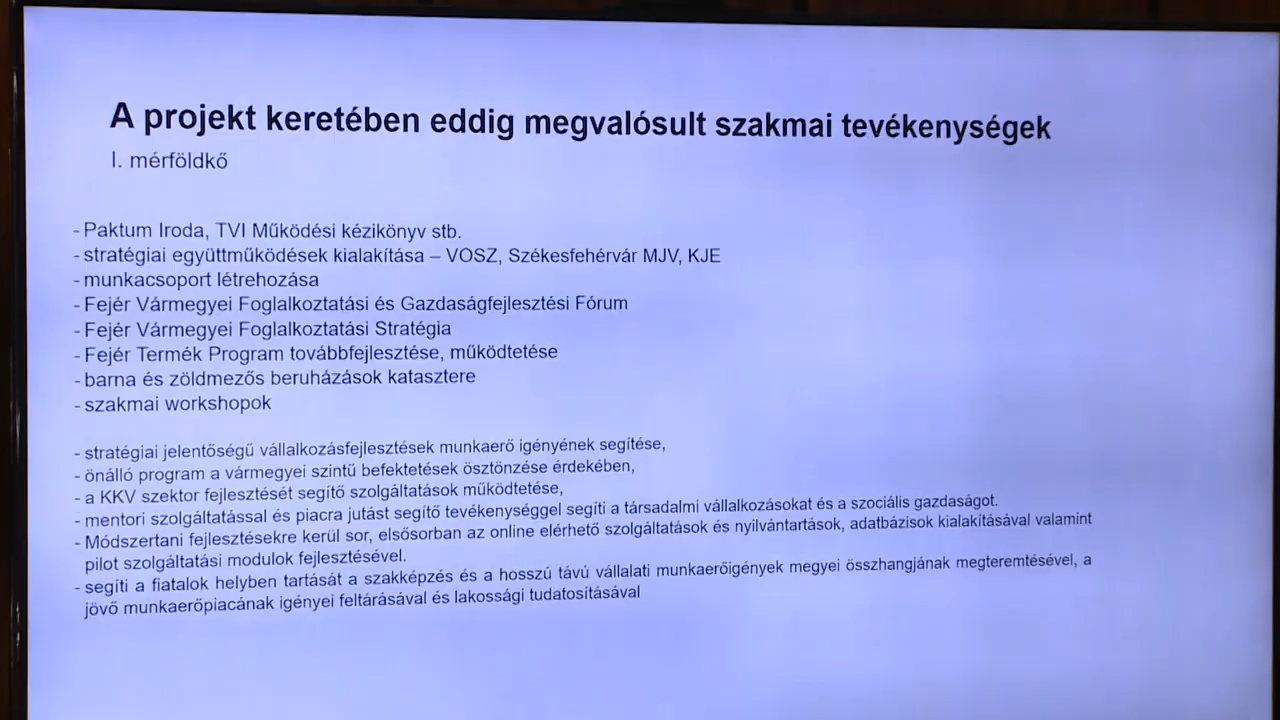 A projekt keretében eddig megvalósult szakmai tevékenységek
I. mérföldkő
- Paktum Iroda, TVI Működési kézikönyv stb.
- stratégiai együttműködések kialakítása – VOSZ, Székesfehérvár MJV, KJE
- munkacsoport létrehozása
- Fejér Vármegyei Foglalkoztatási és Gazdaságfejlesztési Fórum
- Fejér Vármegyei Foglalkoztatási Stratégia
- Fejér Termék Program továbbfejlesztése, működtetése
- barna és zöldmezős beruházások katasztere
- szakmai workshopok
- stratégiai jelentőségű vállalkozásfejlesztések munkaerő igényének segítése,
- önálló program a vármegyei szintű befektetések ösztönzése érdekében,
- a KKV szektor fejlesztését segítő szolgáltatások működtetése,
- mentori szolgáltatással és piacra jutást segítő tevékenységgel segíti a társadalmi vállalkozásokat és a szociális gazdaságot.
- Módszertani fejlesztésekre kerül sor, elsősorban az online elérhető szolgáltatások és nyilvántartások, adatbázisok kialakításával valamint
pilot szolgáltatási modulok fejlesztésével.
- segíti a fiatalok helyben tartását a szakképzés és a hosszú távú vállalati munkaerőigények megyei összhangjának megteremtésével, a
jövő munkaerőpiacának igényei feltárásával és lakossági tudatosításával